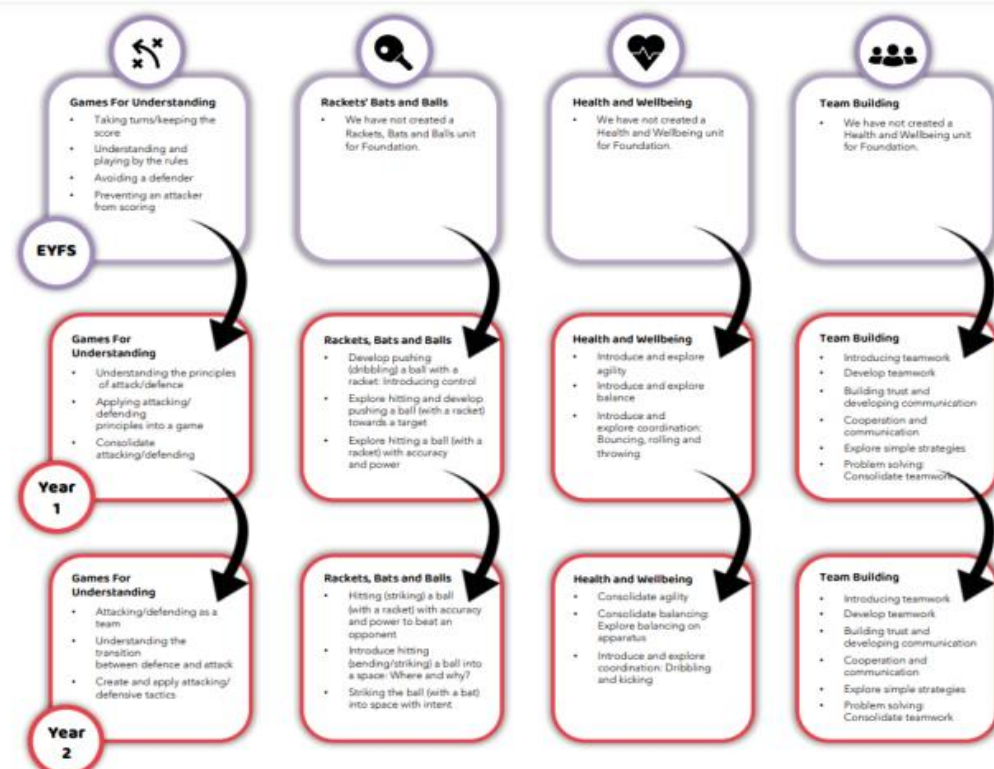 Games For Understanding
• Taking turns/keeping the
score
• Understanding and
playing by the rules
• Avoiding a defender
• Preventing an attacker
from scoring
EYFS
Rackets' Bats and Balls
• We have not created a
Rackets, Bats and Balls unit
for Foundation.
Health and Wellbeing
• We have not created a
Health and Wellbeing unit
for Foundation.
Team Building
• We have not created a
Health and Wellbeing unit
for Foundation.
Games For
Understanding
• Understanding the principles
of attack/defence
• Applying attacking/
defending
principles into a game
• Consolidate
attacking/defending
Year
1
Rackets, Bats and Balls
• Develop pushing
(dribbling) a ball with a
racket: Introducing control
• Explore hitting and develop
pushing a ball (with a racket)
towards a target
• Explore hitting a ball (with a
racket) with accuracy
and power
Health and Wellbeing
• Introduce and explore
agility
• Introduce and explore
balance
• Introduce and
explore coordination:
Bouncing, rolling and
throwing
Team Building
• Introducing teamwork
• Develop teamwork
• Building trust and
developing communication
• Cooperation and
communication
• Explore simple strategies
• Problem solving:
Consolidate teamwork
Games For
Understanding
• Attacking/defending as a
team
• Understanding the
transition
between defence and attack
• Create and apply attacking/
defensive tactics
Year
2
Rackets, Bats and Balls
• Hitting (striking) a ball
(with a racket) with accuracy
and power to beat an
opponent
• Introduce hitting
(sending/striking) a ball into
a space: Where and why?
• Striking the ball (with a bat)
into space with intent
Health and Wellbeing
• Consolidate agility
• Consolidate balancing:
Explore balancing on
apparatus
• Introduce and explore
coordination: Dribbling
and kicking
Team Building
• Introducing teamwork
• Develop teamwork
• Building trust and
developing communication
• Cooperation and
communication
• Explore simple strategies
• Problem solving:
Consolidate teamwork